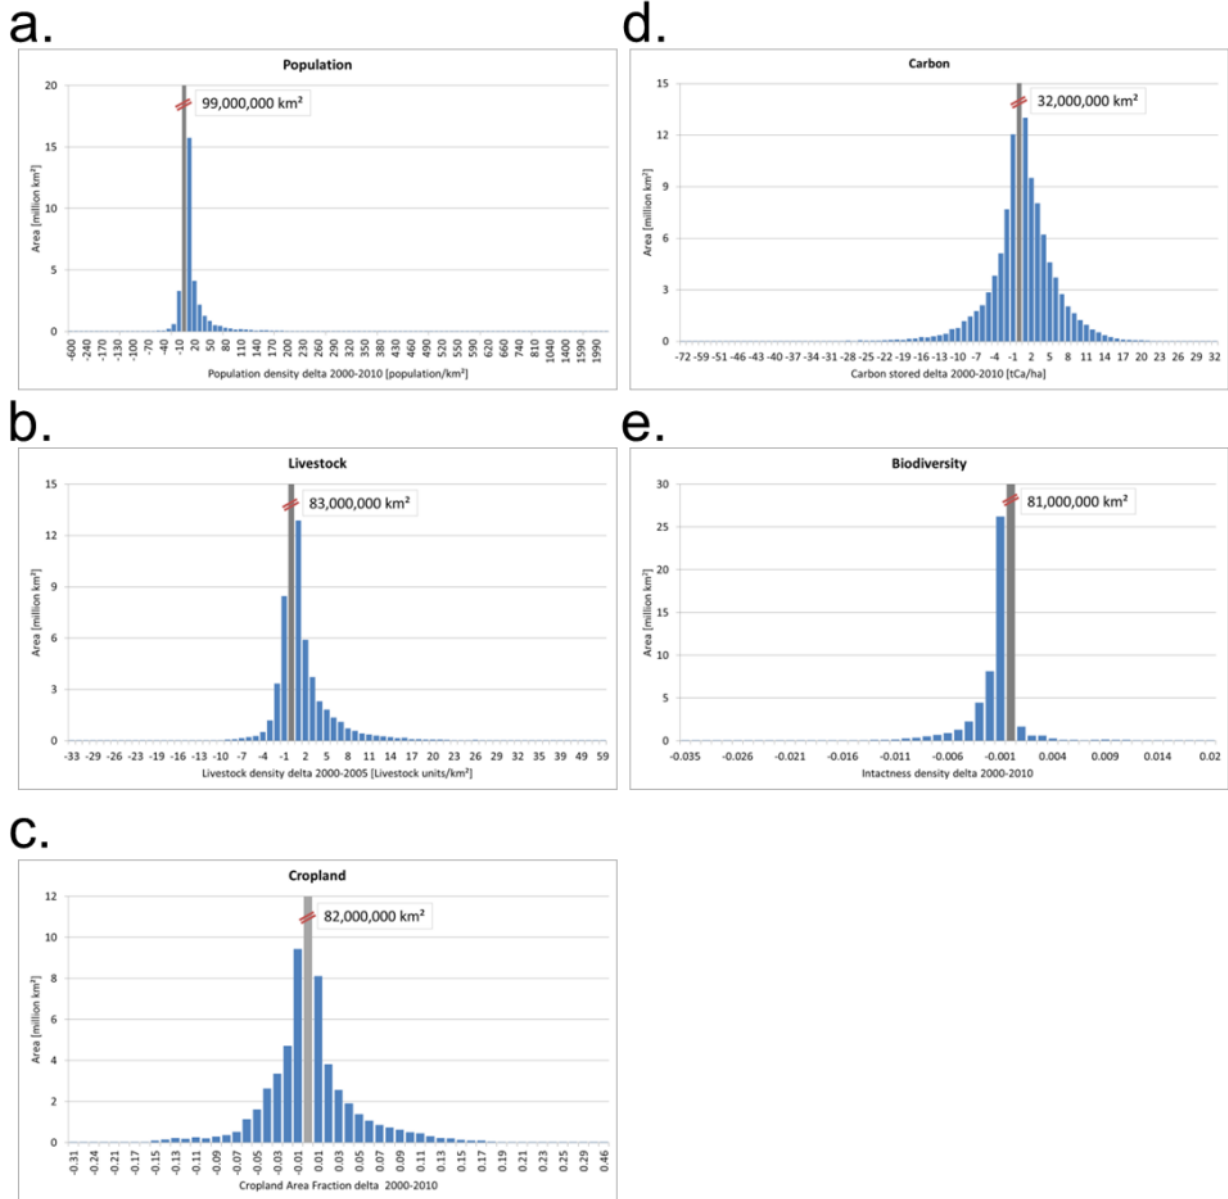 a.
Population
99,000,000 km²
20
15
10
5
0
Area [million km²]
-600 -240 -170 -130 -100 -70 -40 -10 20 50 80 110 140 170 200 230 260 290 320 350 380 430 450 490 520 550 590 620 660 740 810 1040 1400 1590 1990
Population density delta 2000-2010 [population/km²]
b.
Livestock
83,000,000 km²
15
12
9
6
3
0
Area [million km²]
-33 -29 -26 -23 -19 -16 -13 -10 -7 -4 -1 2 5 8 11 14 17 20 23 26 29 32 35 39 49 59
Livestock density delta 2000-2005 [Livestock units/km²]
c.
Cropland
82,000,000 km²
12
10
8
6
4
2
0
Area [million km²]
-0.31 -0.24 -0.21 -0.17 -0.15 -0.13 -0.11 -0.09 -0.07 -0.05 -0.03 -0.01 0.01 0.03 0.05 0.07 0.09 0.11 0.13 0.15 0.17 0.19 0.21 0.23 0.25 0.29 0.46
Cropland Area Fraction delta 2000-2010
d.
Carbon
32,000,000 km²
15
12
9
6
3
0
Area [million km²]
-72 -59 -51 -46 -43 -40 -37 -34 -31 -28 -25 -22 -19 -16 -13 -10 -7 -4 -1 2 5 8 11 14 17 20 23 26 29 32
Carbon stored delta 2000-2010 [tCa/ha]
e.
Biodiversity
81,000,000 km²
30
25
20
15
10
5
0
Area [million km²]
-0.035 -0.026 -0.021 -0.016 -0.011 -0.006 -0.001 0.004 0.009 0.014 0.02
Intactness density delta 2000-2010